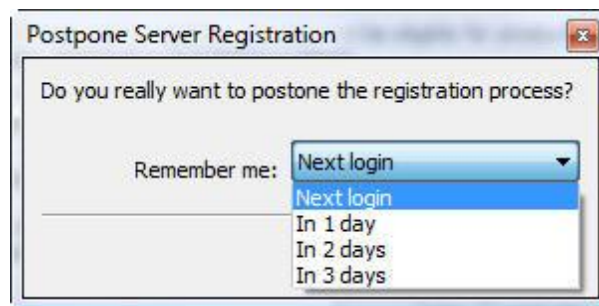 Postpone Server Registration
Do you really want to postone the registration process?
Remember me: Next login
Next login
In 1 day
In 2 days
In 3 days